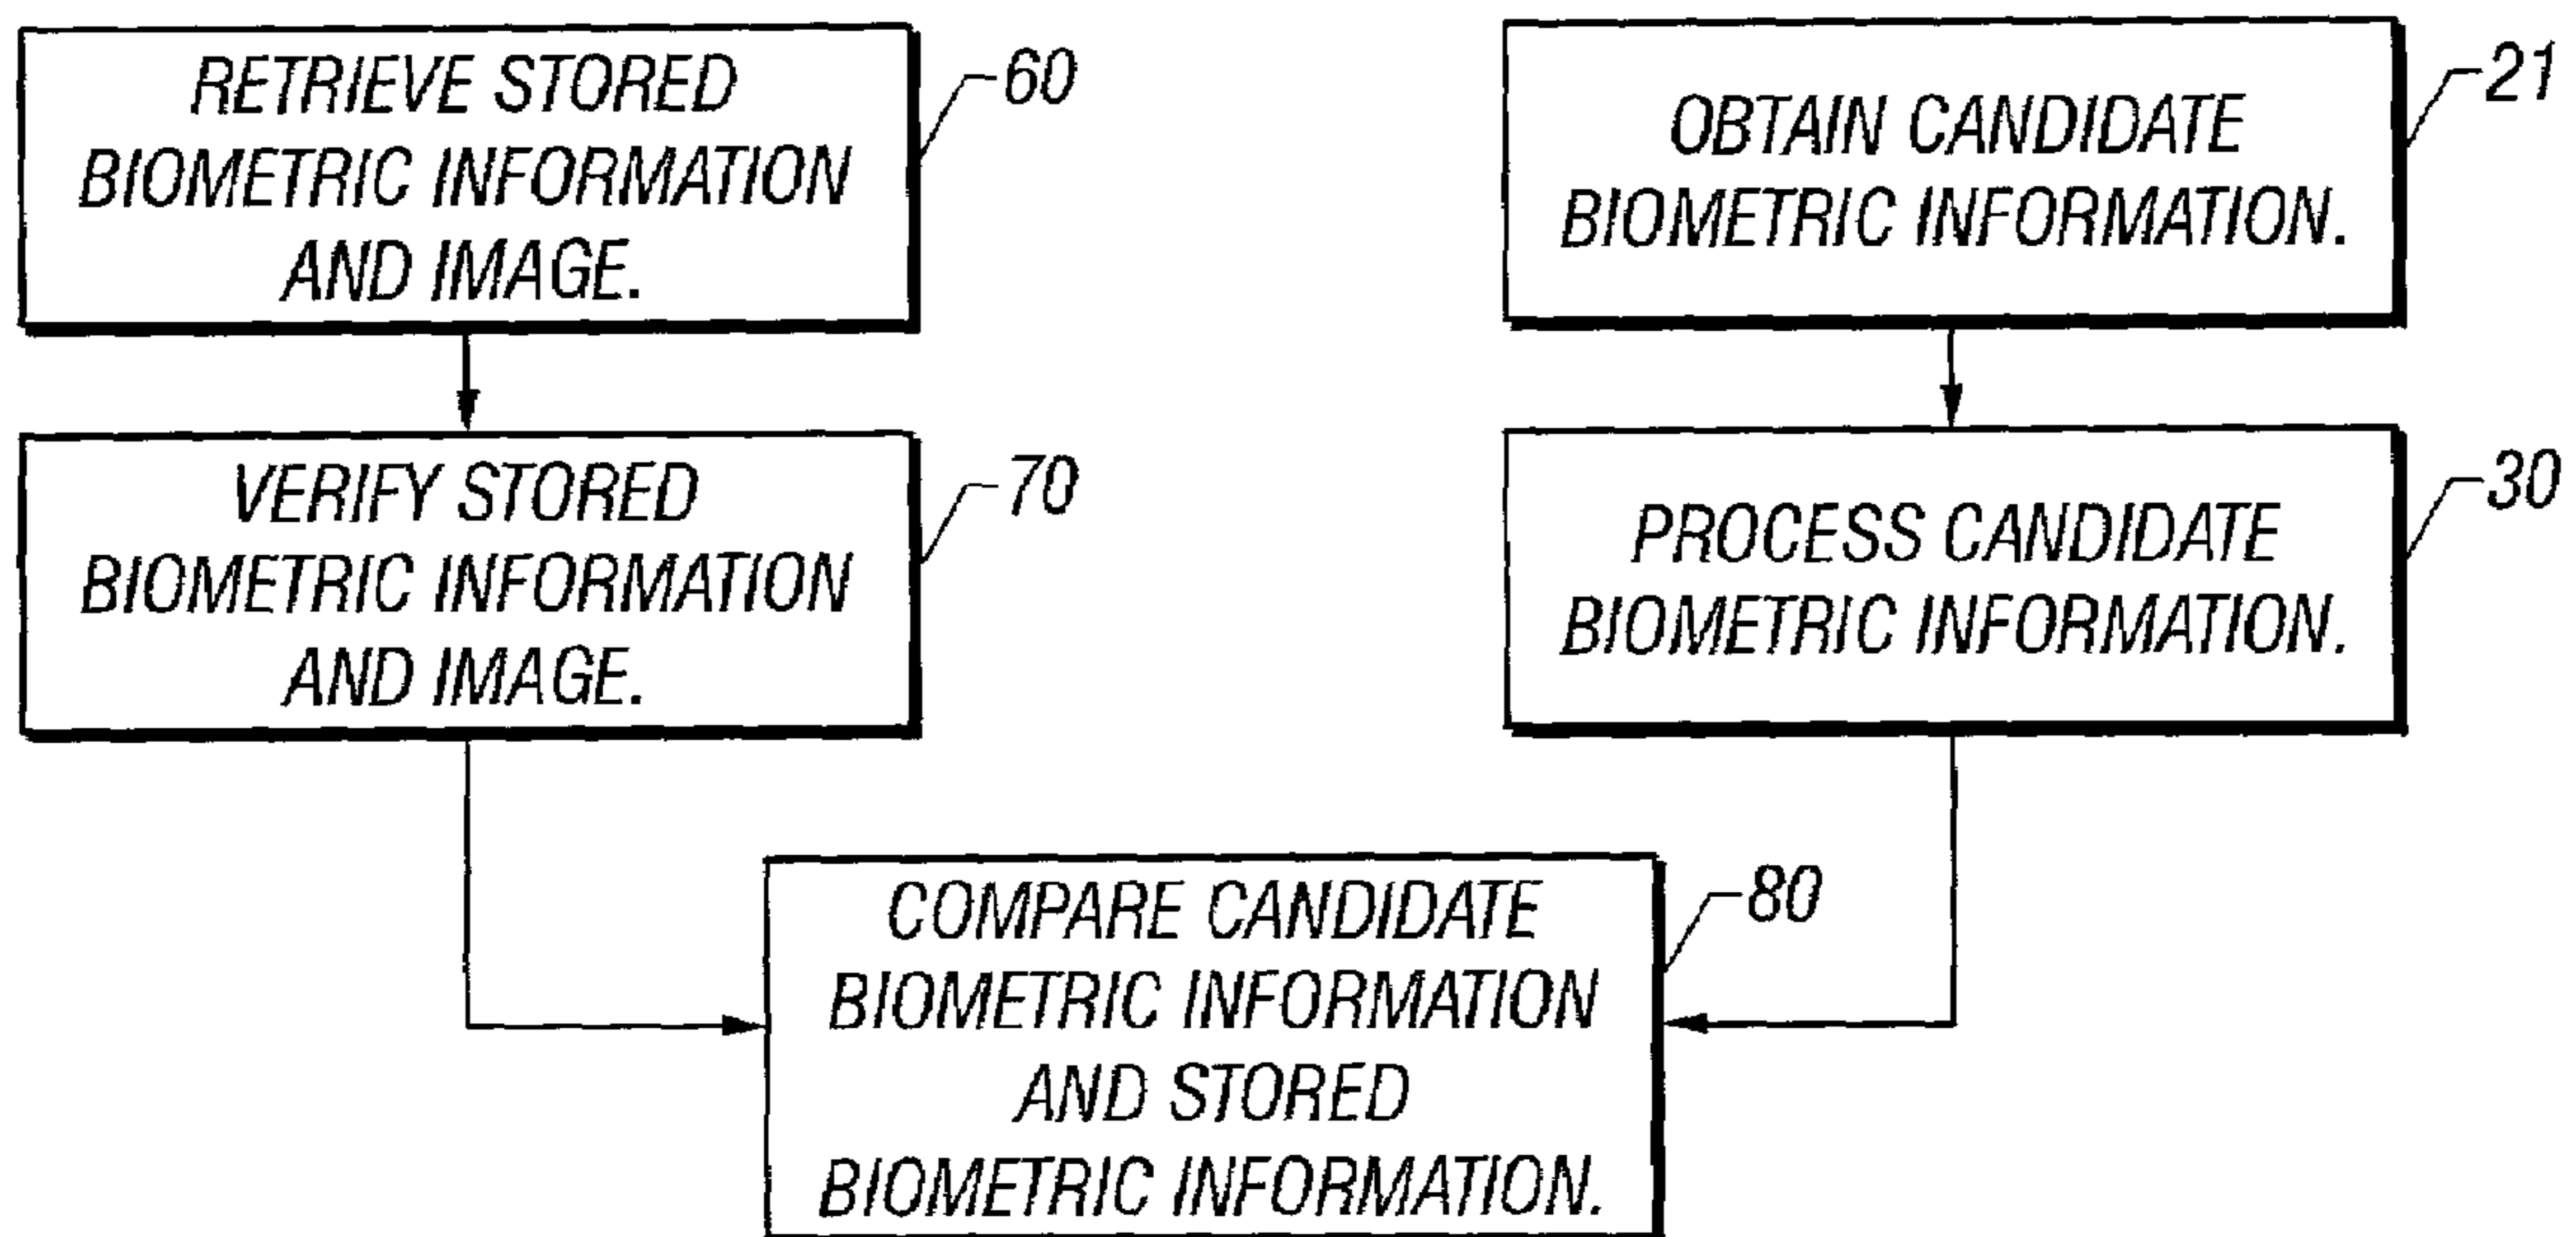 RETRIEVE STORED
BIOMETRIC INFORMATION
AND IMAGE.
60
OBTAIN CANDIDATE
BIOMETRIC INFORMATION.
21
VERIFY STORED
BIOMETRIC INFORMATION
AND IMAGE.
70
PROCESS CANDIDATE
BIOMETRIC INFORMATION.
30
COMPARE CANDIDATE
BIOMETRIC INFORMATION
AND STORED
BIOMETRIC INFORMATION.
80